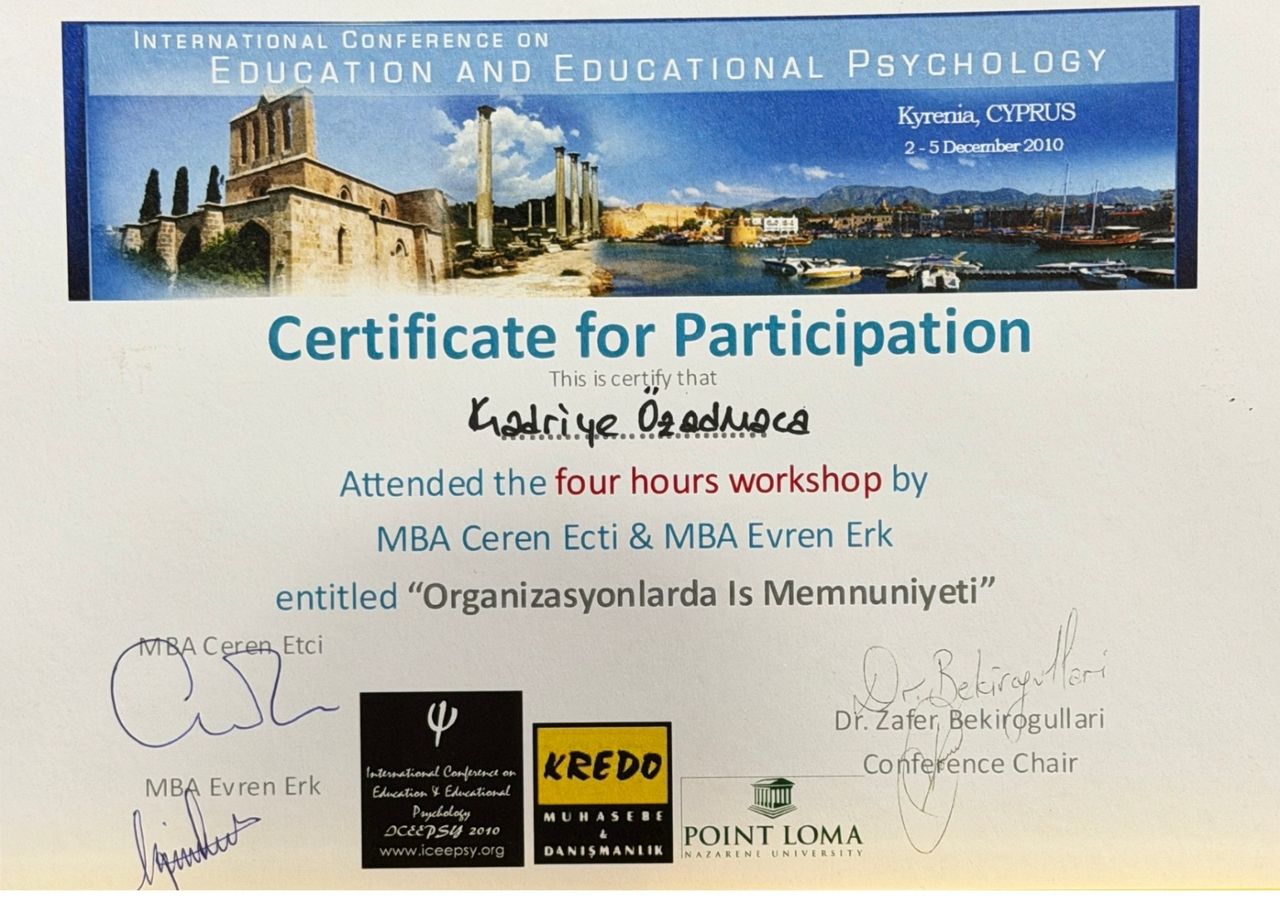 INTERNATIONAL CONFERENCE ON
EDUCATION AND EDUCATIONAL PSYCHOLOGY
Kyrenia, CYPRUS
2 - 5 December 2010
Certificate for Participation
This is certify that
Kadriye Özadmaca
Attended the four hours workshop by
MBA Ceren Ecti & MBA Evren Erk
entitled “Organizasyonlarda Is Memnuniyeti”
MBA Ceren Etci
MBA Evren Erk
International Conference on
Education & Educational
Psychology
ICEEPSY 2010
www.iceepsy.org
KREDO
MUHASEBE
&
DANIŞMANLIK
POINT LOMA
NAZARENE UNIVERSITY
Dr. Bekirogullari
Dr. Zafer Bekirogullari
Conference Chair